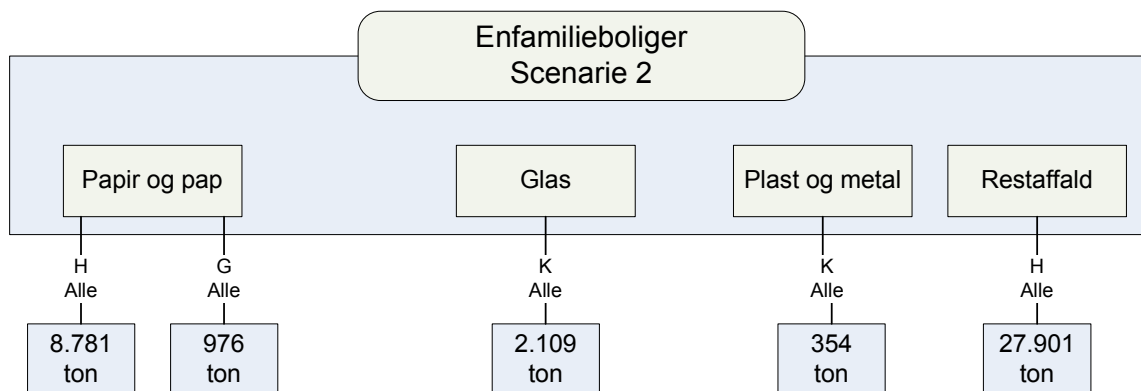 Enfamilieboliger
Scenarie 2
Papir og pap
Glas
Plast og metal
Restaffald
H
Alle
G
Alle
K
Alle
K
Alle
H
Alle
8.781
ton
976
ton
2.109
ton
354
ton
27.901
ton